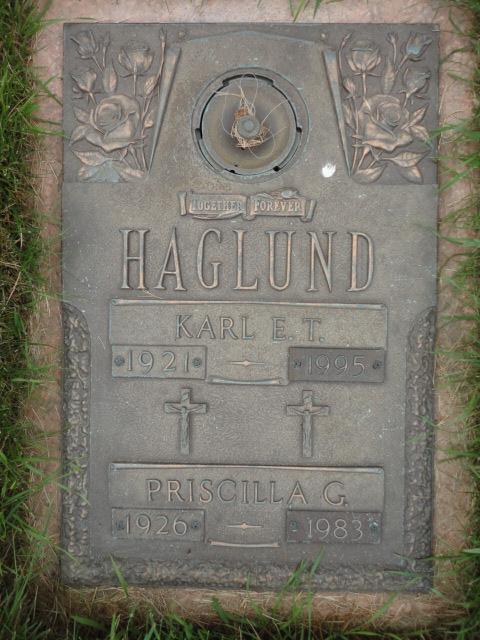 TOGETHER FOREVER
HAGLUND
KARL E. T.
1921 1995
PRISCILLA G.
1926 1983